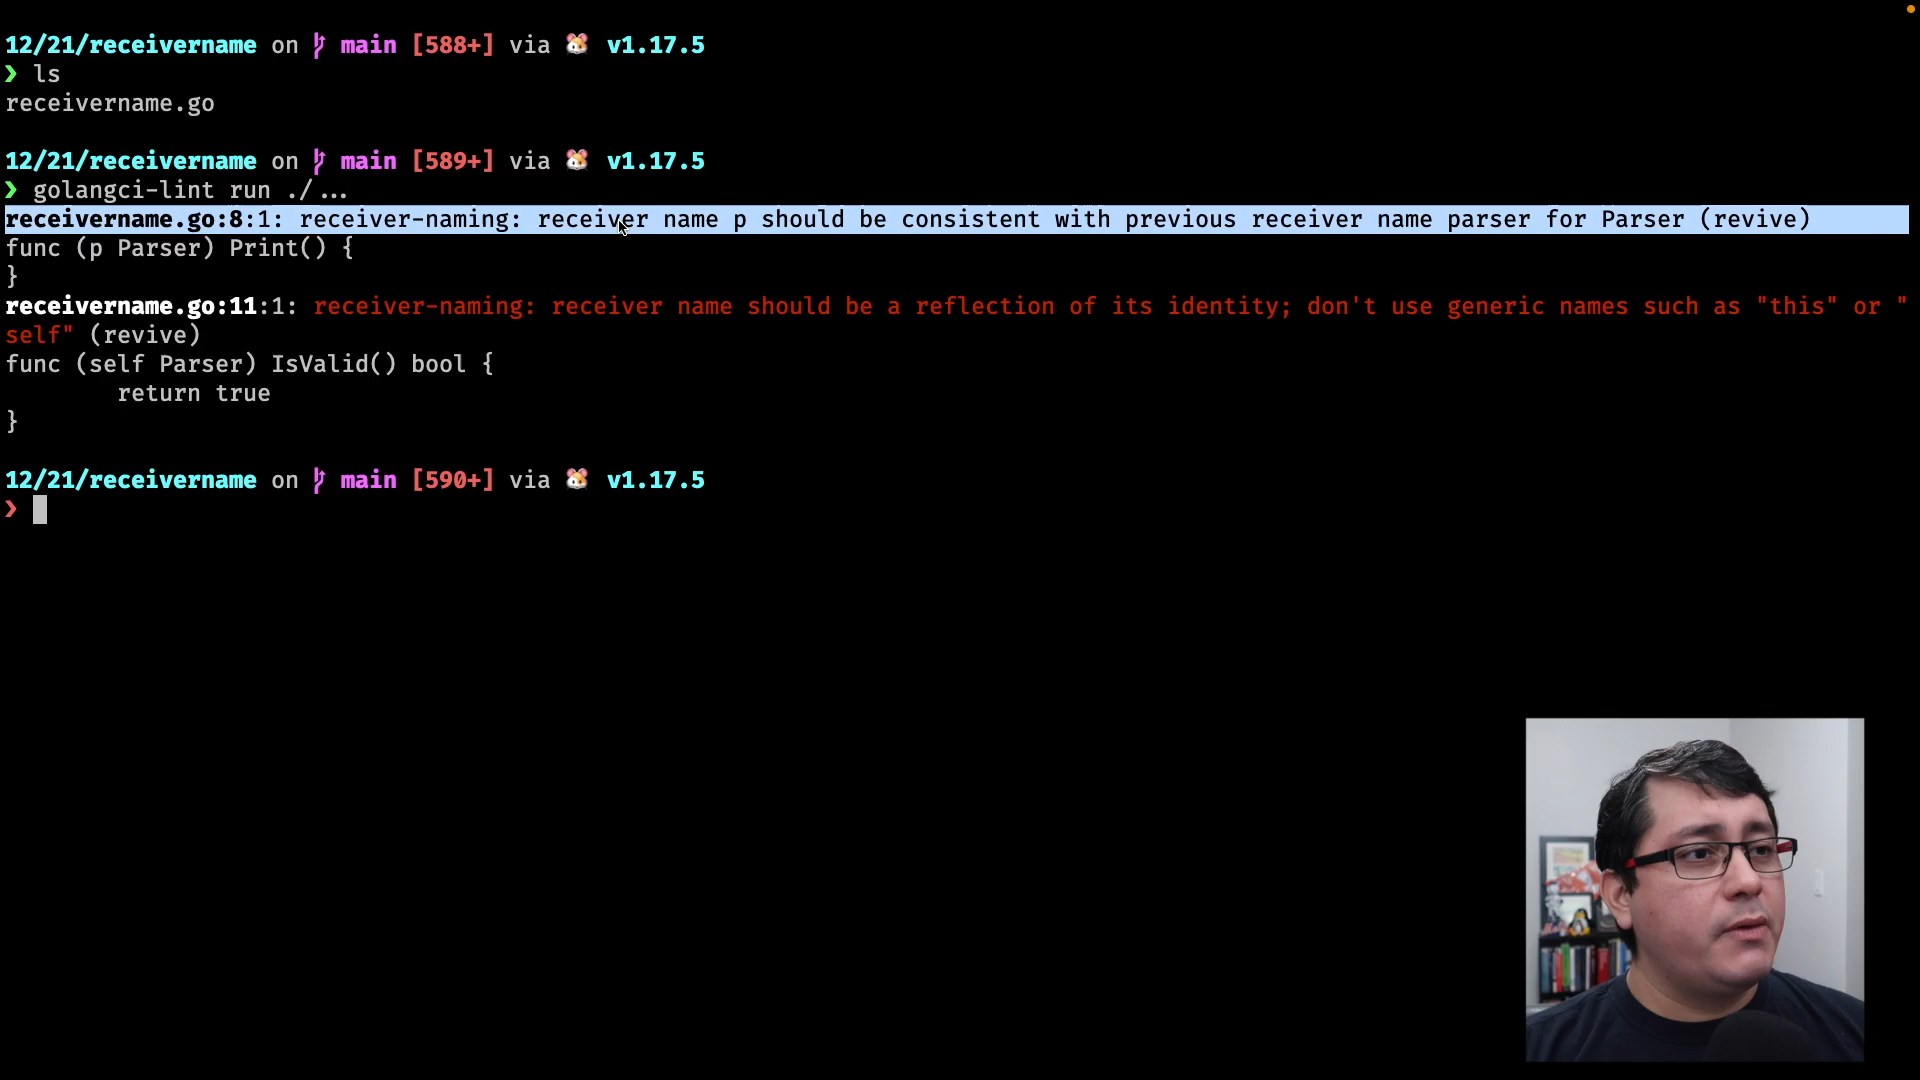 12/21/receivername on main [588+] via 🐹 v1.17.5
❯ ls
receivername.go
12/21/receivername on main [589+] via 🐹 v1.17.5
❯ golangci-lint run ./...
receivername.go:8:1: receiver-naming: receiver name p should be consistent with previous receiver name parser for Parser (revive)
func (p Parser) Print() {
}
receivername.go:11:1: receiver-naming: receiver name should be a reflection of its identity; don't use generic names such as "this" or "
self" (revive)
func (self Parser) IsValid() bool {
        return true
}
12/21/receivername on main [590+] via 🐹 v1.17.5
❯